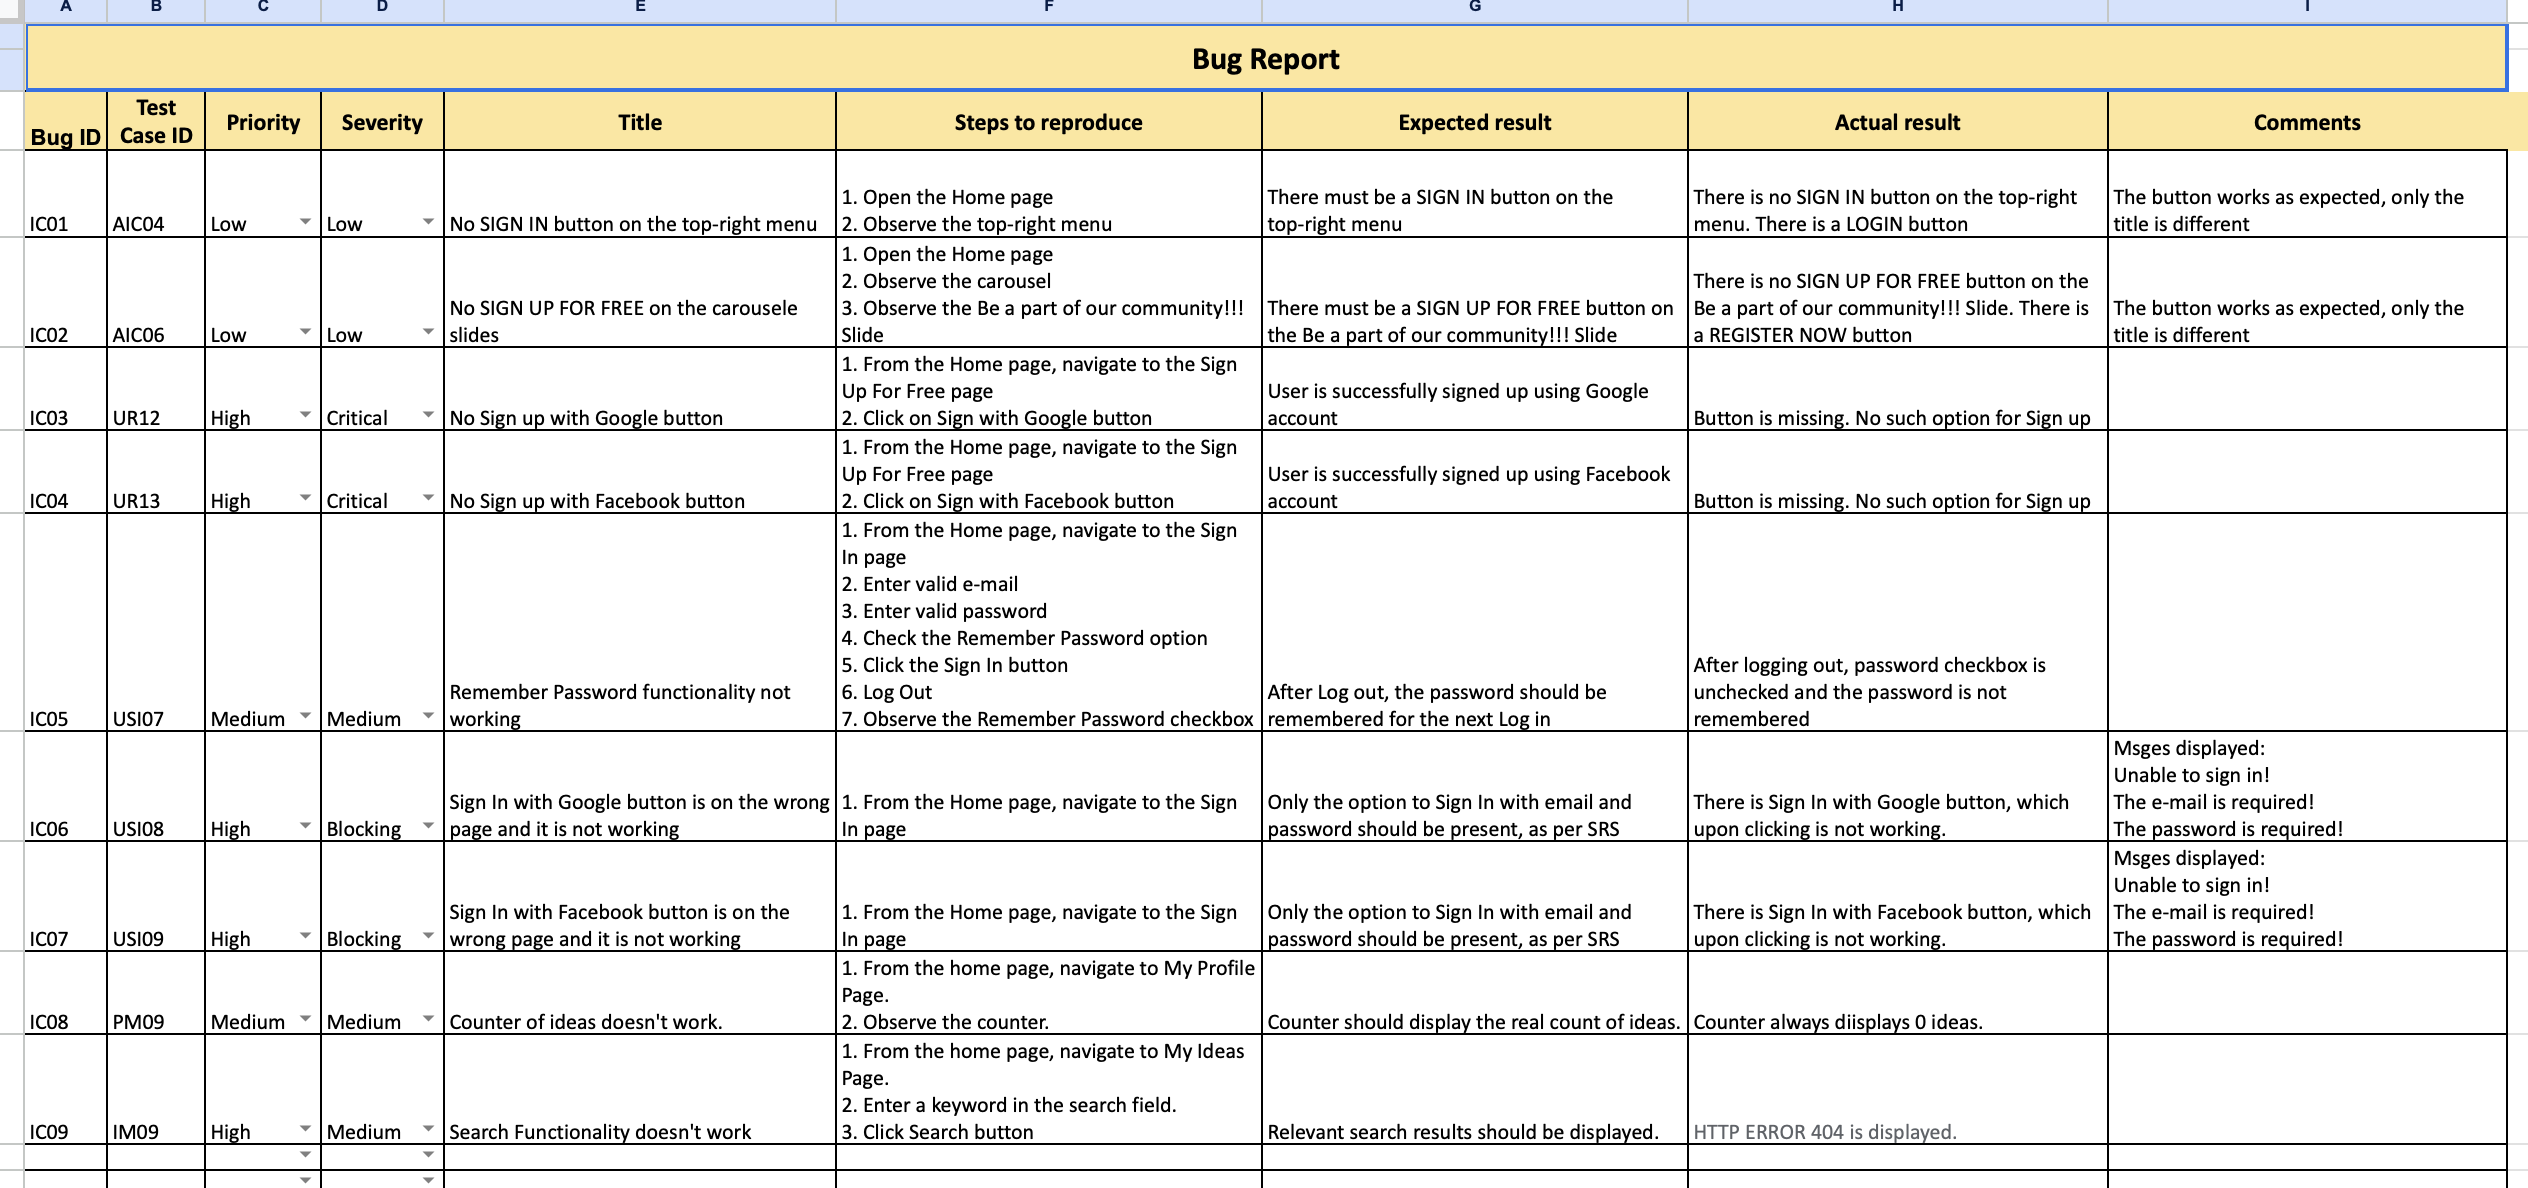 A B C D E F G H I
Bug Report
Bug ID
Test
Case ID
Priority
Severity
Title
Steps to reproduce
Expected result
Actual result
Comments
IC01
AIC04
Low
Low
No SIGN IN button on the top-right menu
1. Open the Home page
2. Observe the top-right menu
There must be a SIGN IN button on the
top-right menu
There is no SIGN IN button on the top-right
menu. There is a LOGIN button
The button works as expected, only the
title is different
IC02
AIC06
Low
Low
No SIGN UP FOR FREE on the carousele
slides
1. Open the Home page
2. Observe the carousel
3. Observe the Be a part of our community!!!
Slide
There must be a SIGN UP FOR FREE button on
the Be a part of our community!!! Slide
There is no SIGN UP FOR FREE button on the
Be a part of our community!!! Slide. There is
a REGISTER NOW button
The button works as expected, only the
title is different
IC03
UR12
High
Critical
No Sign up with Google button
1. From the Home page, navigate to the Sign
Up For Free page
2. Click on Sign with Google button
User is successfully signed up using Google
account
Button is missing. No such option for Sign up
IC04
UR13
High
Critical
No Sign up with Facebook button
1. From the Home page, navigate to the Sign
Up For Free page
2. Click on Sign with Facebook button
User is successfully signed up using Facebook
account
Button is missing. No such option for Sign up
IC05
USI07
Medium
Medium
Remember Password functionality not
working
1. From the Home page, navigate to the Sign
In page
2. Enter valid e-mail
3. Enter valid password
4. Check the Remember Password option
5. Click the Sign In button
6. Log Out
7. Observe the Remember Password checkbox
After Log out, the password should be
remembered for the next Log in
After logging out, password checkbox is
unchecked and the password is not
remembered
IC06
USI08
High
Blocking
Sign In with Google button is on the wrong
page and it is not working
1. From the Home page, navigate to the Sign
In page
Only the option to Sign In with email and
password should be present, as per SRS
There is Sign In with Google button, which
upon clicking is not working.
Msges displayed:
Unable to sign in!
The e-mail is required!
The password is required!
IC07
USI09
High
Blocking
Sign In with Facebook button is on the
wrong page and it is not working
1. From the Home page, navigate to the Sign
In page
Only the option to Sign In with email and
password should be present, as per SRS
There is Sign In with Facebook button, which
upon clicking is not working.
Msges displayed:
Unable to sign in!
The e-mail is required!
The password is required!
IC08
PM09
Medium
Medium
Counter of ideas doesn't work.
1. From the home page, navigate to My Profile
Page.
2. Observe the counter.
Counter should display the real count of ideas.
Counter always diisplays 0 ideas.
IC09
IM09
High
Medium
Search Functionality doesn't work
1. From the home page, navigate to My Ideas
Page.
2. Enter a keyword in the search field.
3. Click Search button
Relevant search results should be displayed.
HTTP ERROR 404 is displayed.